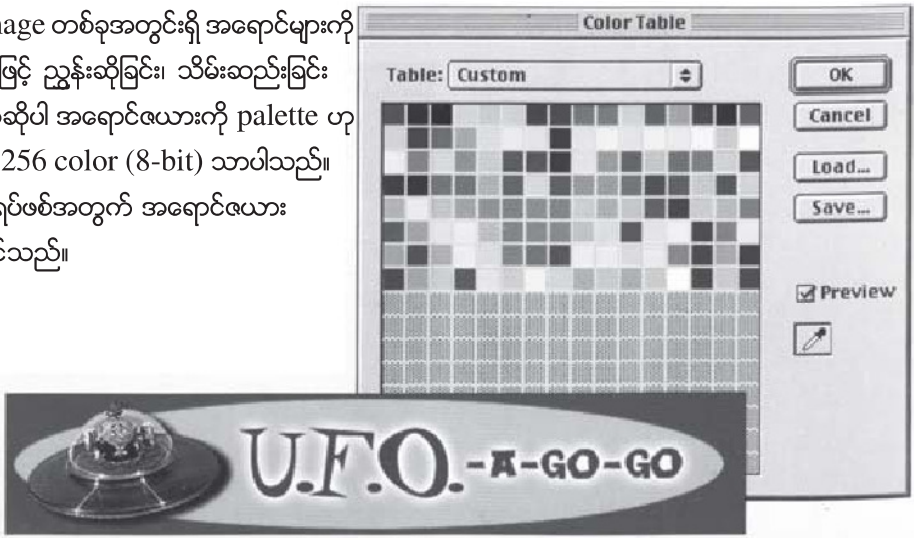 age တစ်ခုအတွင်းရှိ အရောင်များကို
ဖြင့် ညွှန်းဆိုခြင်း၊ သိမ်းဆည်းခြင်း
ဆိုပါ အရောင်ဇယားကို palette ဟု
256 color (8-bit) သာပါသည်။
ရပ်ဖစ်အတွက် အရောင်ဇယား
င်သည်။
Color Table
Table: Custom
OK
Cancel
Load...
Save...
Preview
U.F.O.-A-GO-GO